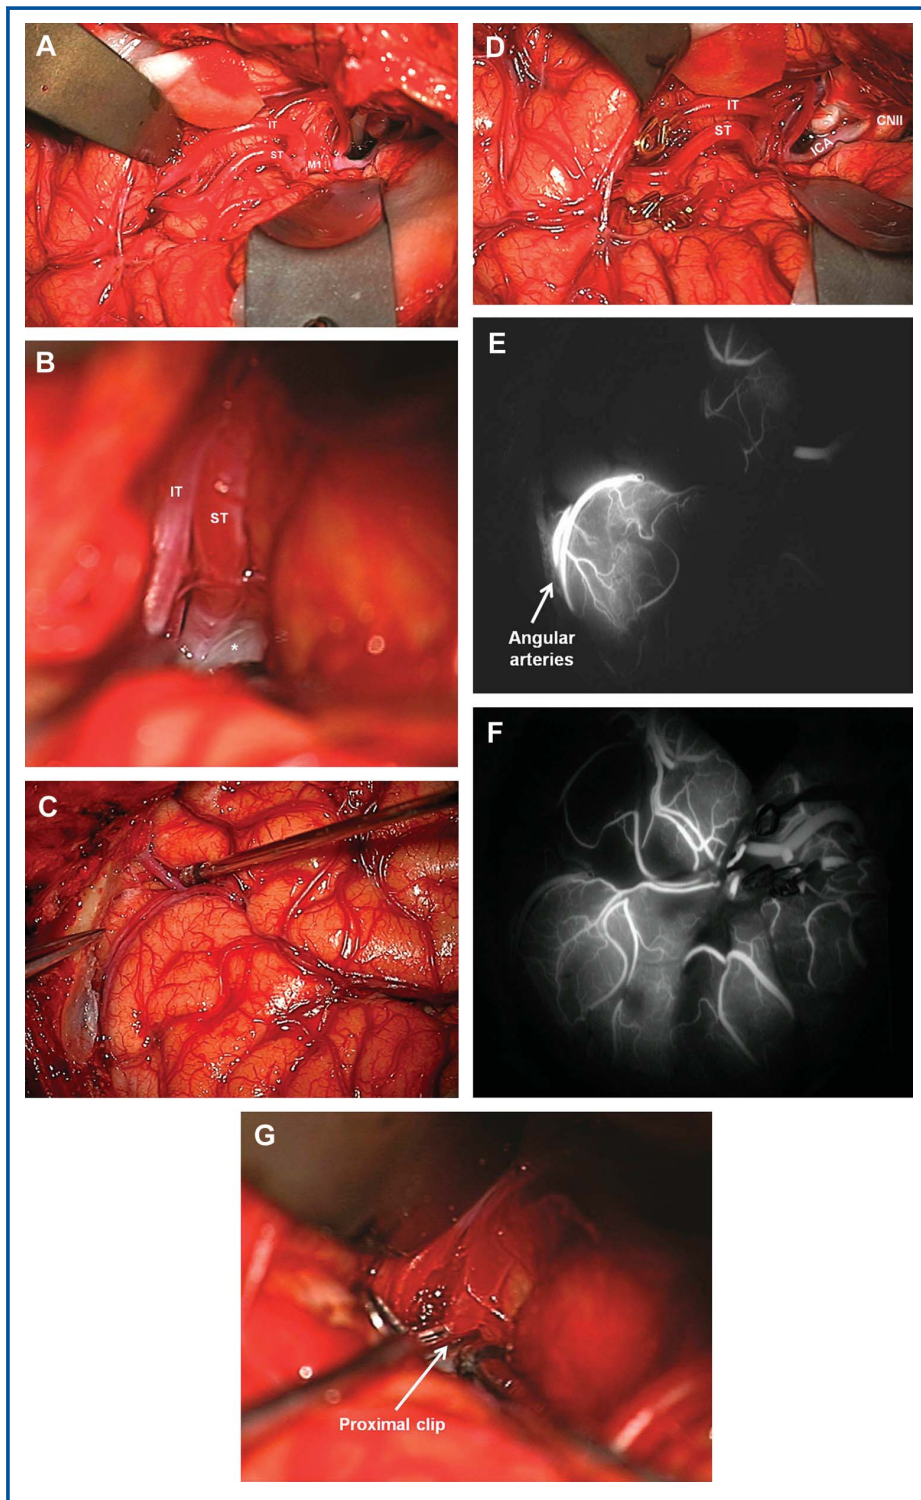 A
IT
ST
M1
D
IT
ST
ICA
CNII
B
IT
ST
*
E
Angular
arteries
C
F
G
Proximal clip